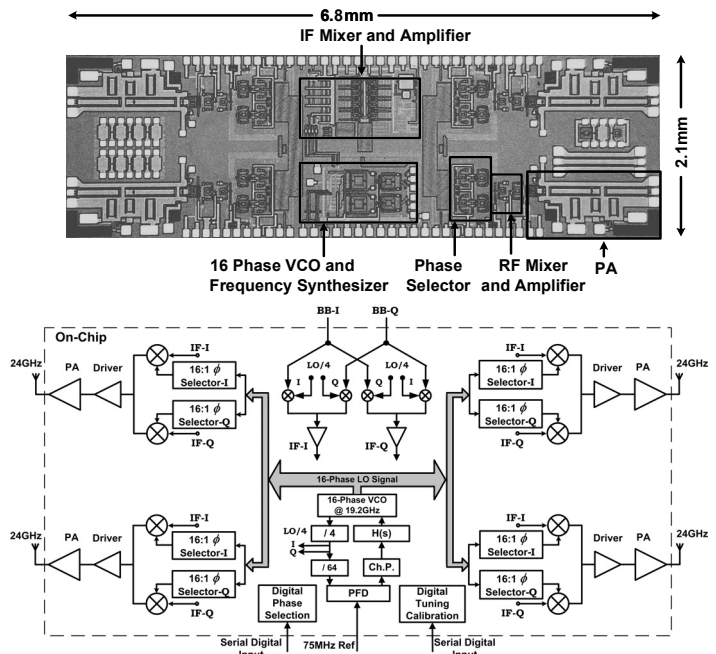 6.8mm
IF Mixer and Amplifier
2.1mm
16 Phase VCO and
Frequency Synthesizer
Phase
Selector
RF Mixer
and Amplifier
PA
On-Chip
BB-I
BB-Q
24GHz
PA
Driver
IF-I
16:1 ϕ
Selector-I
16:1 ϕ
Selector-Q
IF-Q
LO/4
I
Q
LO/4
Q
I
IF-I
IF-Q
IF-I
16:1 ϕ
Selector-I
16:1 ϕ
Selector-Q
IF-Q
Driver
PA
24GHz
16-Phase LO Signal
16-Phase VCO
@ 19.2GHz
LO/4
I
Q
/ 4
H(s)
/ 64
Ch.P.
PFD
24GHz
PA
Driver
IF-I
16:1 ϕ
Selector-I
16:1 ϕ
Selector-Q
IF-Q
IF-I
16:1 ϕ
Selector-I
16:1 ϕ
Selector-Q
IF-Q
Driver
PA
24GHz
Digital
Phase
Selection
Digital
Tuning
Calibration
Serial Digital
Input
75MHz Ref
Serial Digital
Input